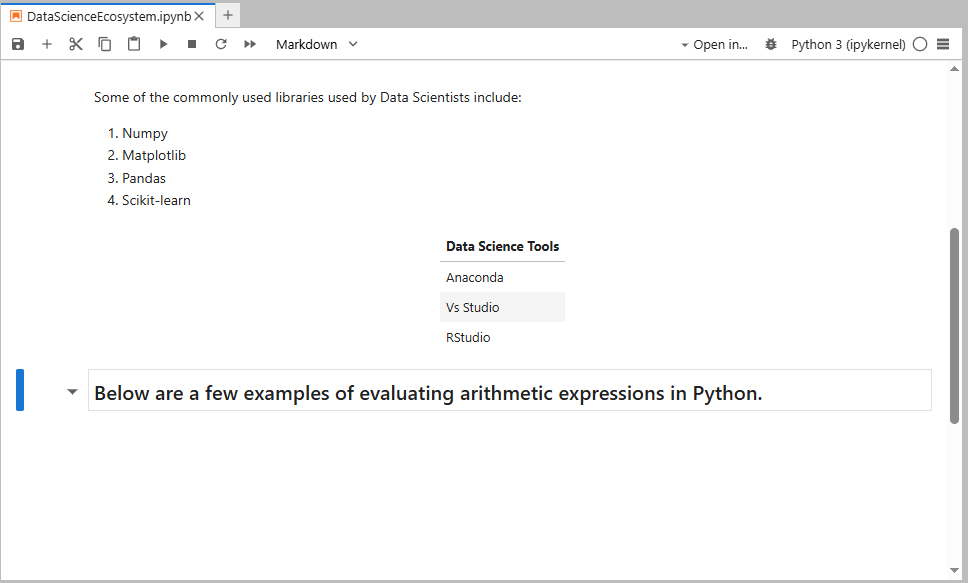 DataScienceEcosystem.ipynb
Markdown
Open in...
Python 3 (ipykernel)
Some of the commonly used libraries used by Data Scientists include:
1. Numpy
2. Matplotlib
3. Pandas
4. Scikit-learn
Data Science Tools
Anaconda
Vs Studio
RStudio
Below are a few examples of evaluating arithmetic expressions in Python.